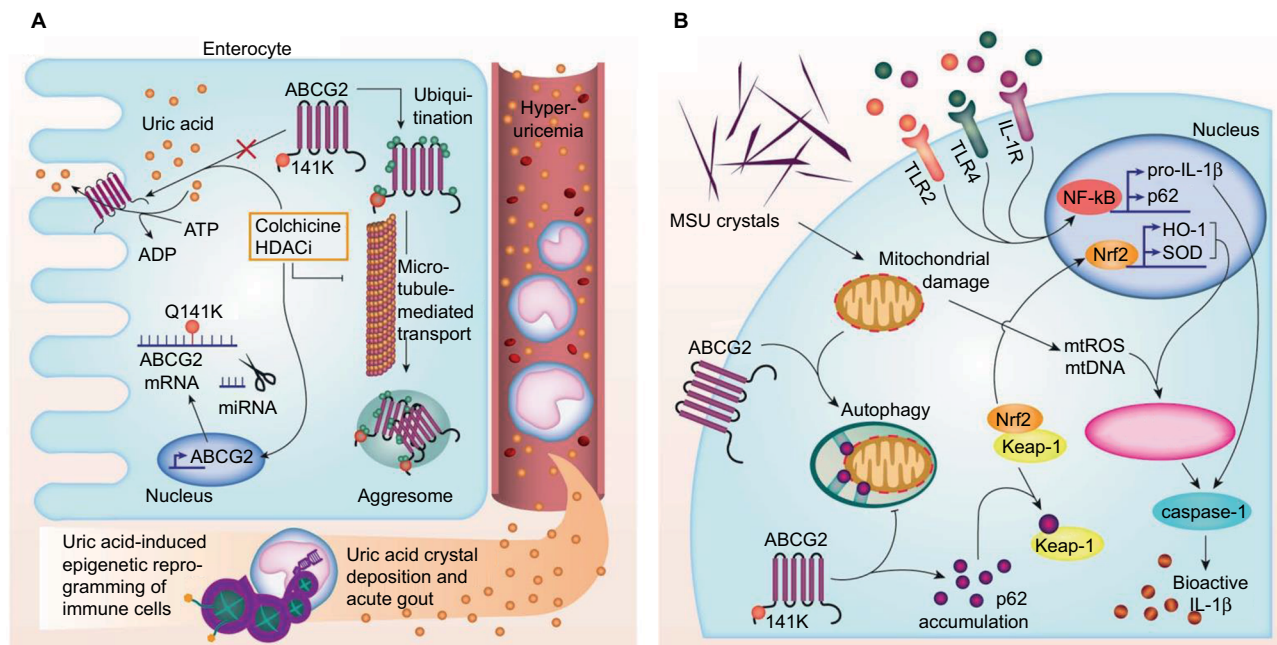 A
Enterocyte
ABCG2
Ubiqui-
tination
Uric acid
141K
Hyper-
uricemia
ATP
ADP
Colchicine
HDACi
Micro-
tubule-
mediated
transport
Q141K
ABCG2
mRNA
miRNA
ABCG2
Nucleus
Aggresome
Uric acid-induced
epigenetic repro-
gramming of
immune cells
Uric acid crystal
deposition and
acute gout
B
MSU crystals
TLR2
TLR4
IL-1R
Nucleus
NF-kB
pro-IL-1β
p62
Nrf2
HO-1
SOD
Mitochondrial
damage
mtROS
mtDNA
ABCG2
Autophagy
Nrf2
Keap-1
caspase-1
Keap-1
ABCG2
141K
p62
accumulation
Bioactive
IL-1β